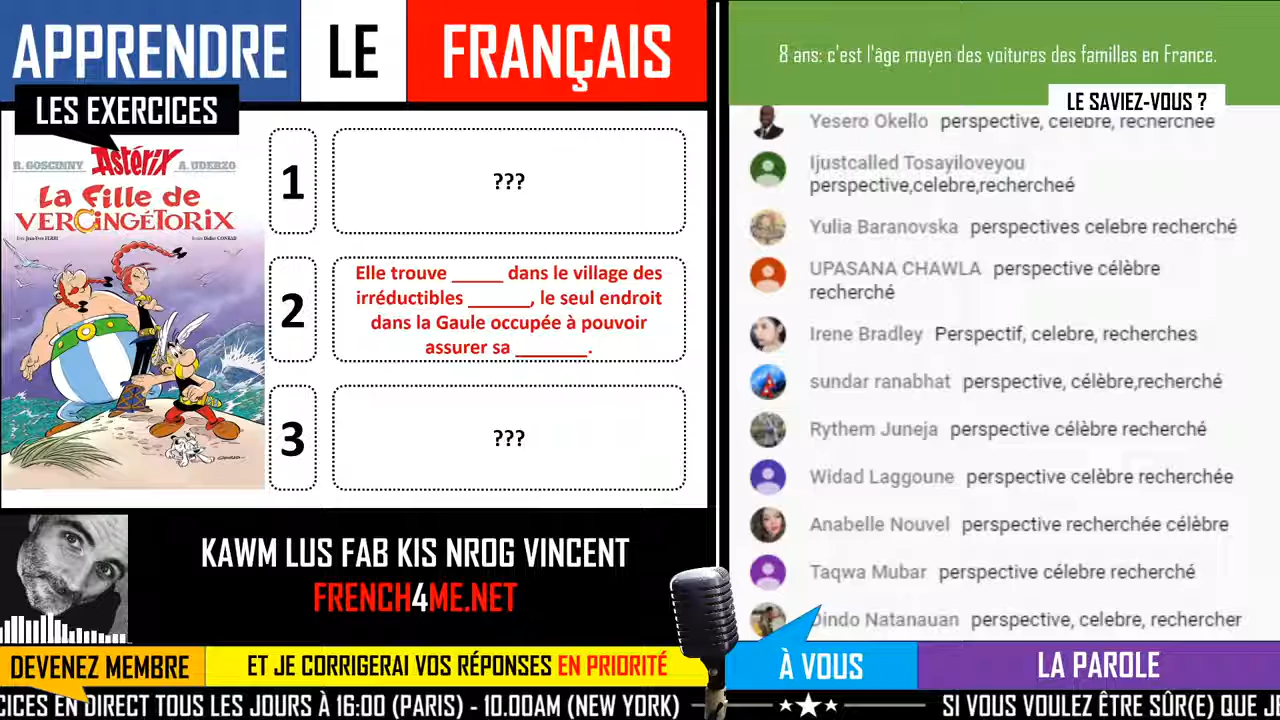 APPRENDRE LE FRANÇAIS
LES EXERCICES
R. GOSCINNY Astérix A. UDERZO
La Fille de
VERCINGÉTORIX
1
???
2
Elle trouve _____ dans le village des
irréductibles ______, le seul endroit
dans la Gaule occupée à pouvoir
assurer sa _______.
3
???
KAWM LUS FAB KIS NROG VINCENT
FRENCH4ME.NET
DEVENEZ MEMBRE
ET JE CORRIGERAI VOS RÉPONSES EN PRIORITÉ
8 ans: c'est l'âge moyen des voitures des familles en France.
LE SAVIEZ-VOUS ?
Yesero Okello perspective, celebre, recherchée
Ijustcalled Tosayiloveyou
perspective,celebre,rechercheé
Yulia Baranovska perspectives celebre recherché
UPASANA CHAWLA perspective célèbre
recherché
Irene Bradley Perspectif, celebre, recherches
sundar ranabhat perspective, célèbre,recherché
Rythem Juneja perspective célèbre recherché
Widad Laggoune perspective celèbre recherchée
Anabelle Nouvel perspective recherchée célèbre
Taqwa Mubar perspective célebre recherché
Dindo Natanauan perspective, celebre, rechercher
À VOUS
LA PAROLE
CICES EN DIRECT TOUS LES JOURS À 16:00 (PARIS) - 10.00AM (NEW YORK)
SI VOUS VOULEZ ÊTRE SÛR(E) QUE JE